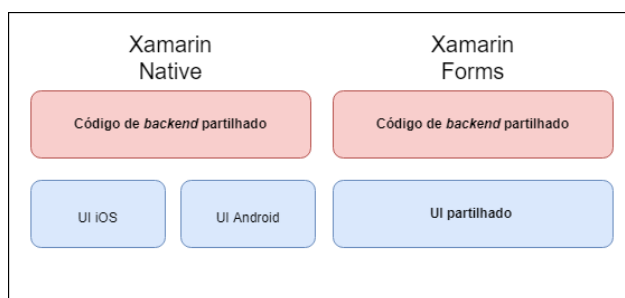 Xamarin
Native
Xamarin
Forms
Código de backend partilhado
Código de backend partilhado
UI iOS
UI Android
UI partilhado